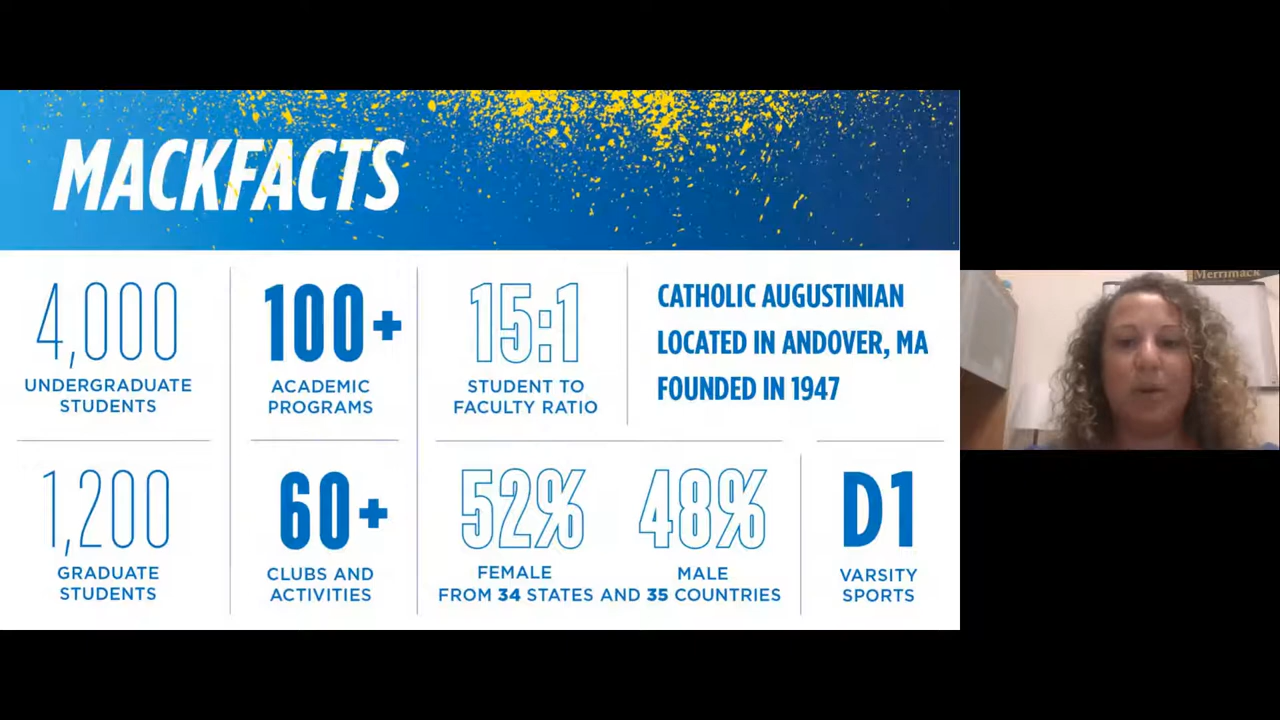 MACKFACTS
4,000
UNDERGRADUATE
STUDENTS
100+
ACADEMIC
PROGRAMS
15:1
STUDENT TO
FACULTY RATIO
CATHOLIC AUGUSTINIAN
LOCATED IN ANDOVER, MA
FOUNDED IN 1947
1,200
GRADUATE
STUDENTS
60+
CLUBS AND
ACTIVITIES
52%
FEMALE
48%
MALE
FROM 34 STATES AND 35 COUNTRIES
D1
VARSITY
SPORTS
Merrimack